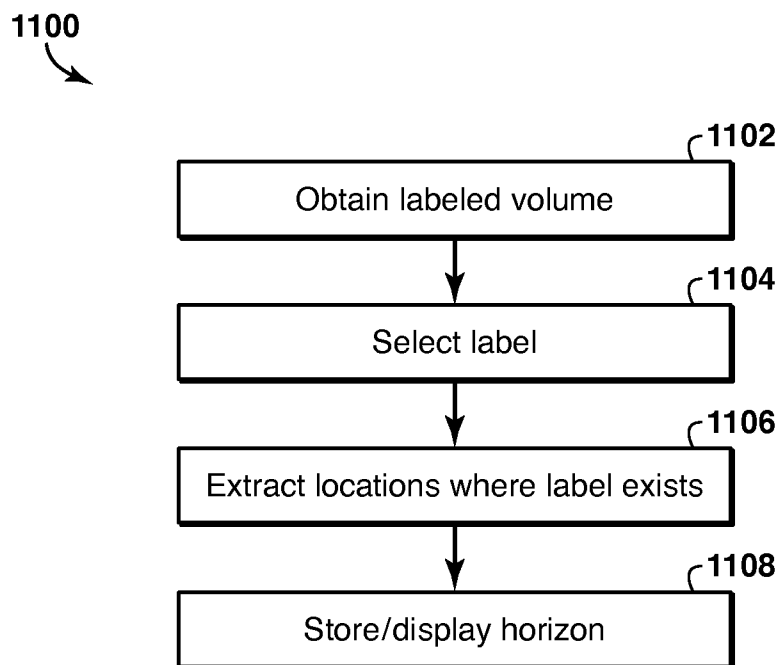 1100
1102
Obtain labeled volume
1104
Select label
1106
Extract locations where label exists
1108
Store/display horizon